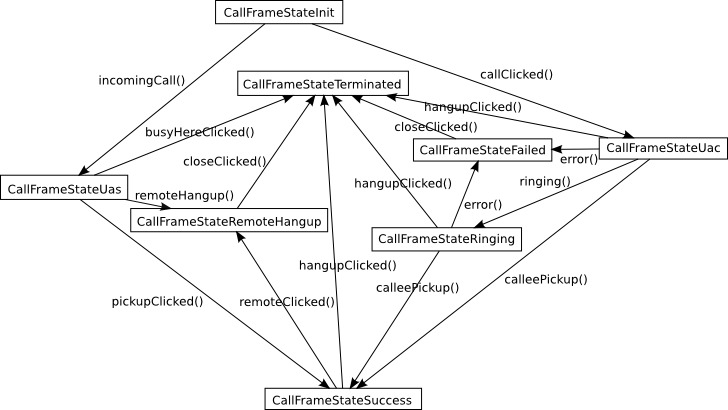 CallFrameStateInit
callClicked()
incomingCall()
CallFrameStateTerminated
hangupClicked()
closeClicked()
busyHereClicked()
CallFrameStateFailed
CallFrameStateUac
error()
closeClicked()
ringing()
hangupClicked()
CallFrameStateUas
remoteHangup()
error()
CallFrameStateRemoteHangup
CallFrameStateRinging
hangupClicked()
calleePickup()
calleePickup()
pickupClicked()
remoteClicked()
CallFrameStateSuccess